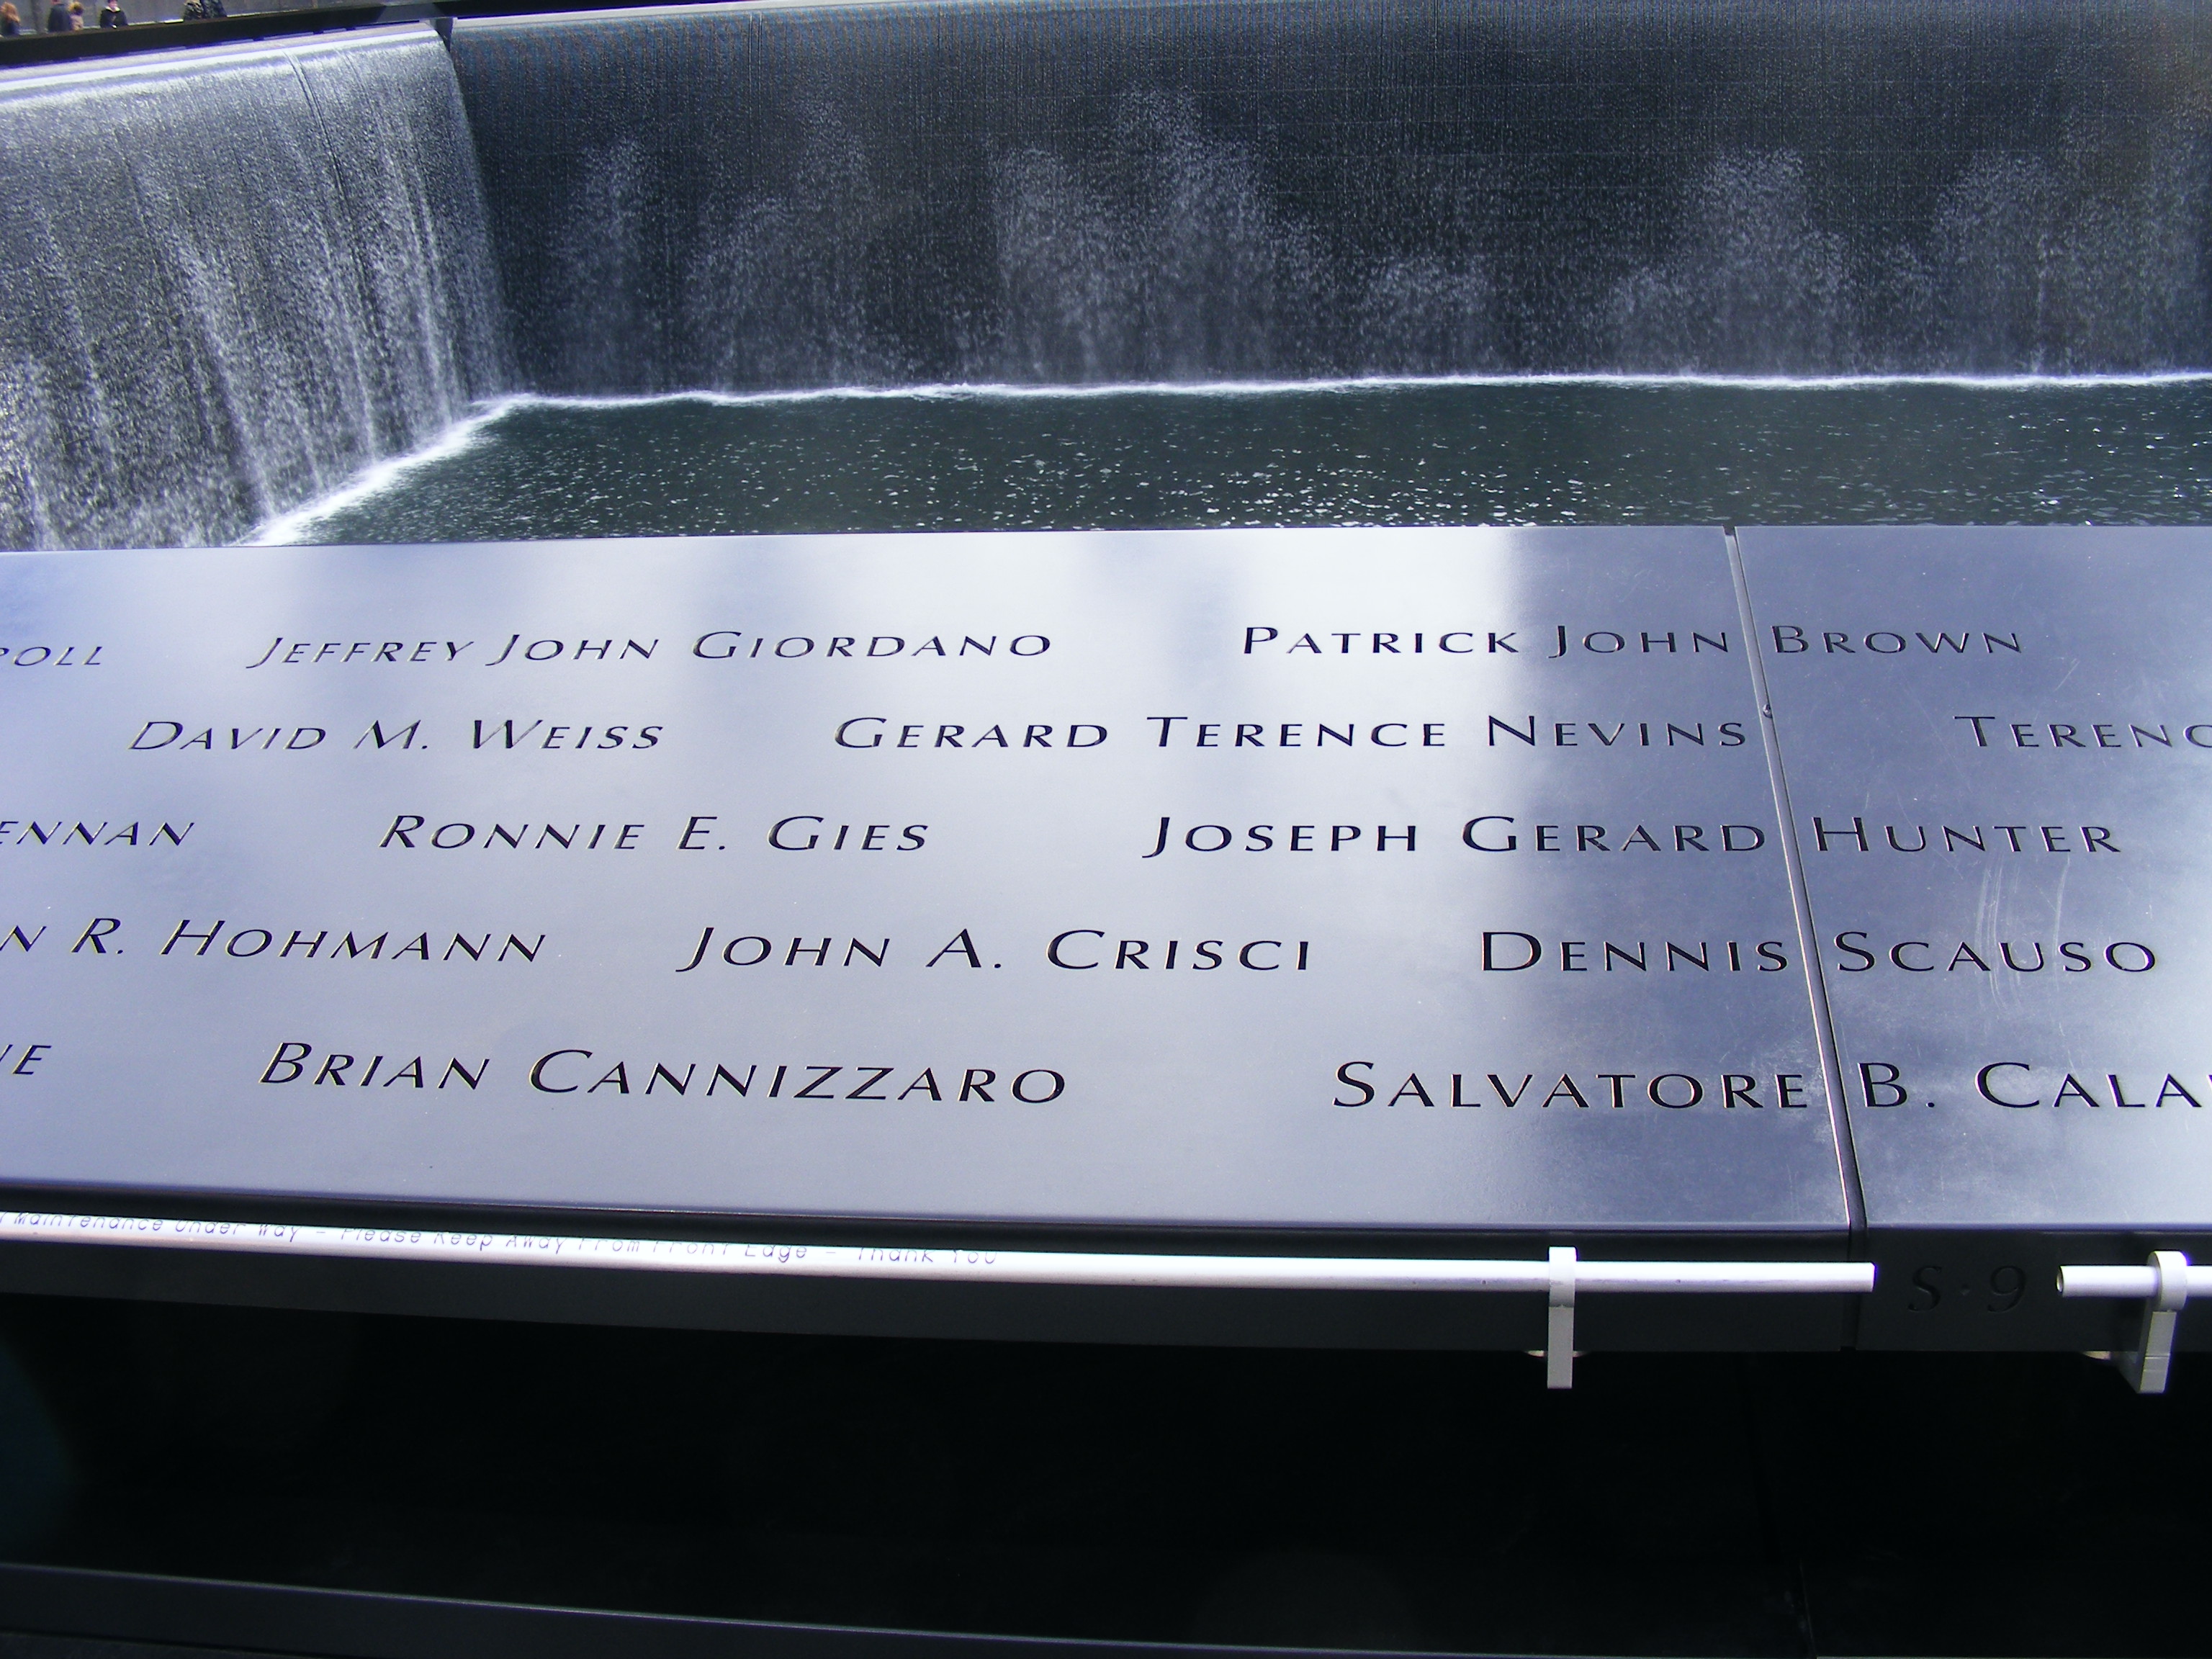 JEFFREY JOHN GIORDANO PATRICK JOHN BROWN
DAVID M. WEISS GERARD TERENCE NEVINS
RONNIE E. GIES JOSEPH GERARD HUNTER
R. HOHMANN JOHN A. CRISCI DENNIS SCAUSO
BRIAN CANNIZZARO SALVATORE B.
Maintenance Under Way - Please Keep Away From Front Edge - Thank You
S·9